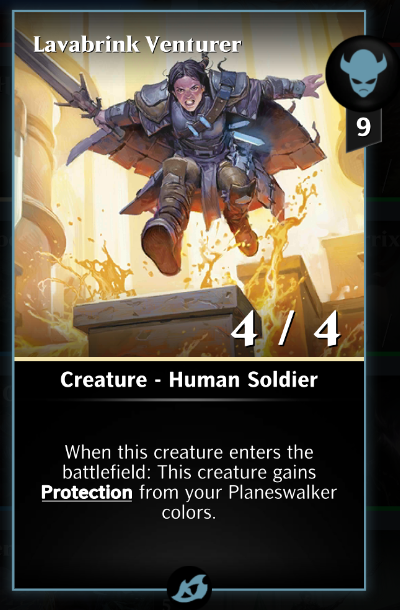 Lavabrink Venturer
9
4 / 4
Creature - Human Soldier
When this creature enters the
battlefield: This creature gains
Protection from your Planeswalker
colors.